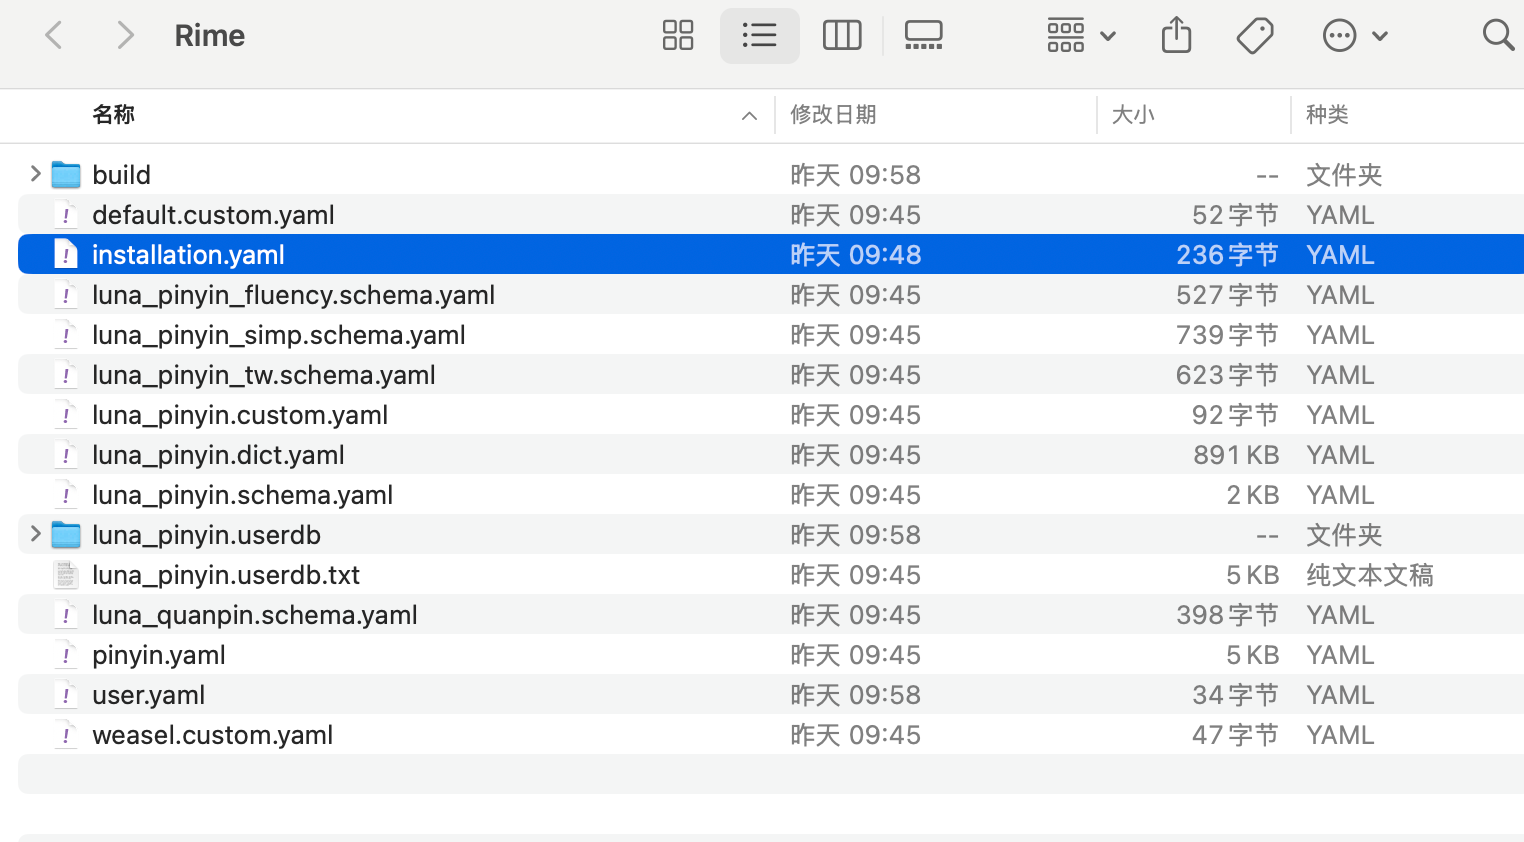 Rime
名称 修改日期 大小 种类
build 昨天 09:58 -- 文件夹
default.custom.yaml 昨天 09:45 52 字节 YAML
installation.yaml 昨天 09:48 236 字节 YAML
luna_pinyin_fluency.schema.yaml 昨天 09:45 527 字节 YAML
luna_pinyin_simp.schema.yaml 昨天 09:45 739 字节 YAML
luna_pinyin_tw.schema.yaml 昨天 09:45 623 字节 YAML
luna_pinyin.custom.yaml 昨天 09:45 92 字节 YAML
luna_pinyin.dict.yaml 昨天 09:45 891 KB YAML
luna_pinyin.schema.yaml 昨天 09:45 2 KB YAML
luna_pinyin.userdb 昨天 09:58 -- 文件夹
luna_pinyin.userdb.txt 昨天 09:45 5 KB 纯文本文稿
luna_quanpin.schema.yaml 昨天 09:45 398 字节 YAML
pinyin.yaml 昨天 09:45 5 KB YAML
user.yaml 昨天 09:58 34 字节 YAML
weasel.custom.yaml 昨天 09:45 47 字节 YAML